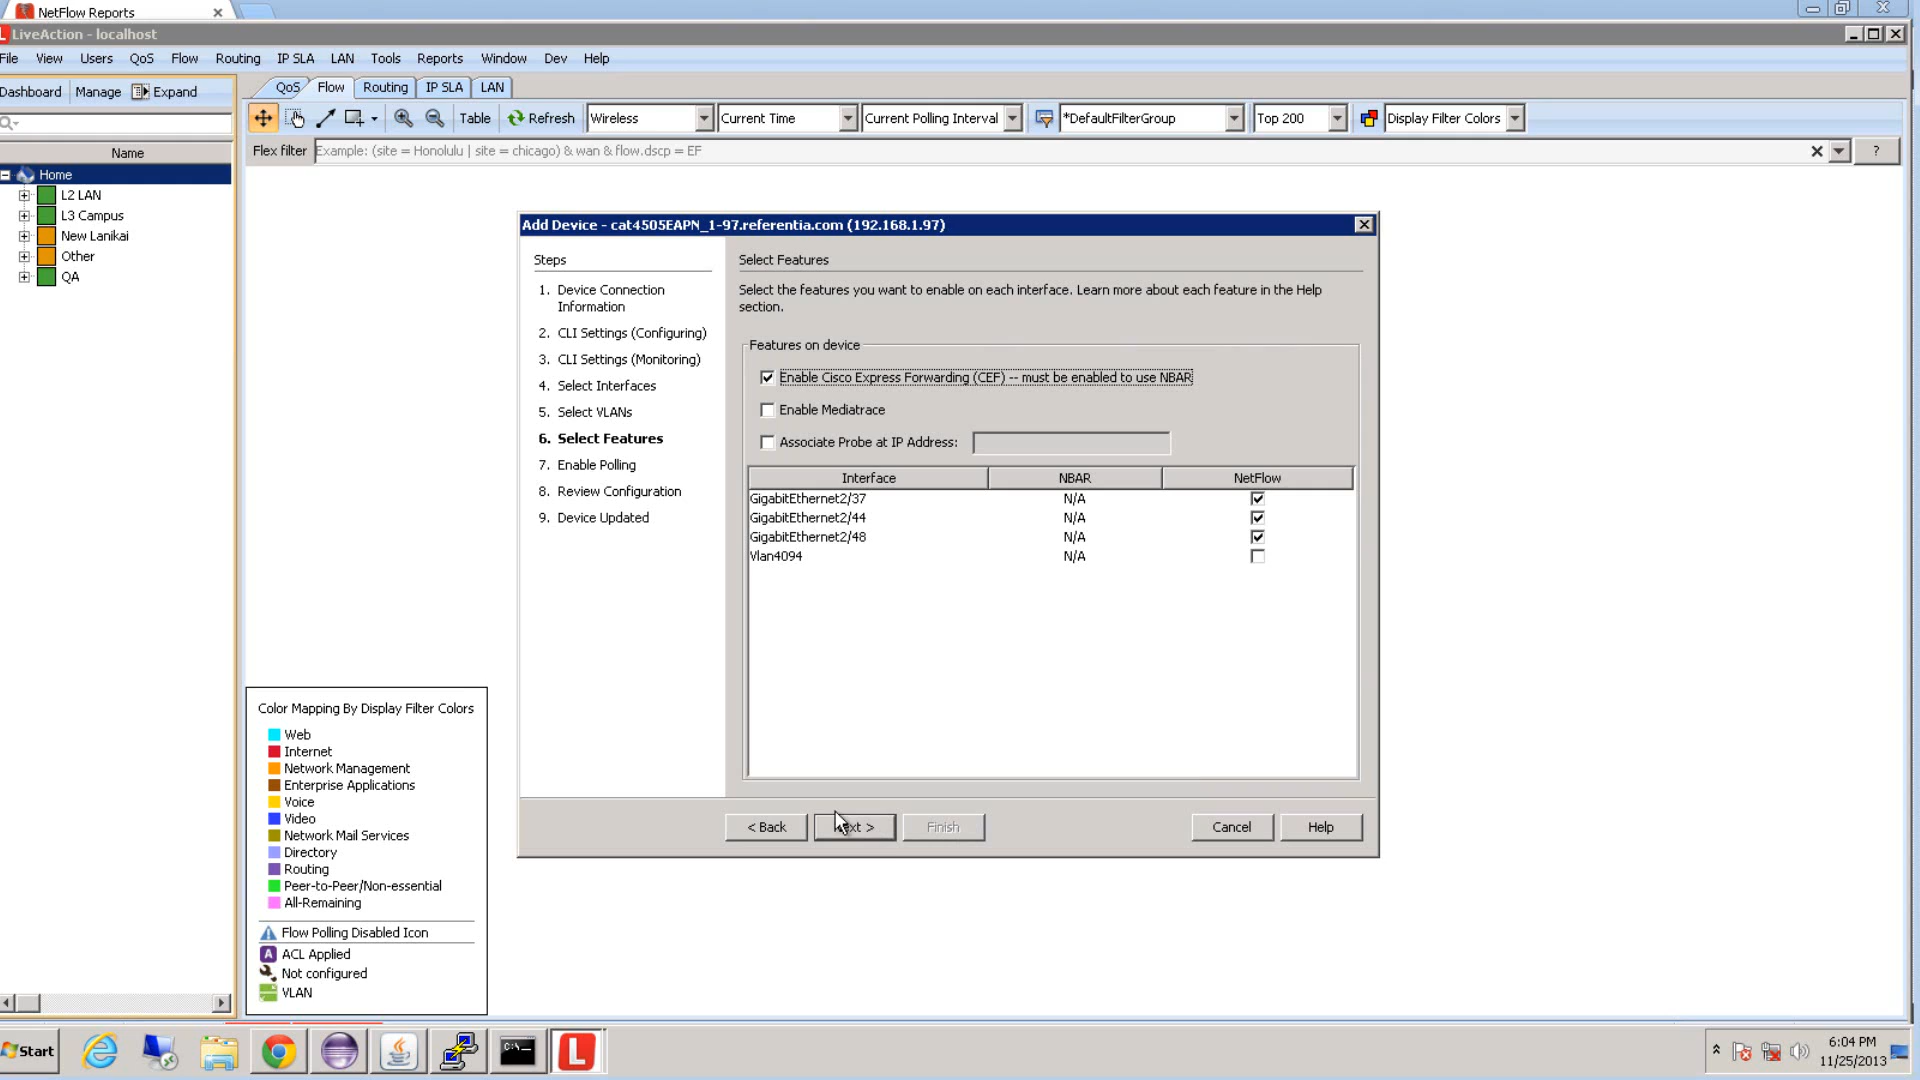 NetFlow Reports
LiveAction - localhost
File View Users QoS Flow Routing IP SLA LAN Tools Reports Window Dev Help
Dashboard Manage Expand
QoS Flow Routing IP SLA LAN
Table Refresh Wireless Current Time Current Polling Interval *DefaultFilterGroup Top 200 Display Filter Colors
Flex filter Example: (site = Honolulu | site = chicago) & wan & flow.dscp = EF ?
Name
Home
L2 LAN
L3 Campus
New Lanikai
Other
QA
Add Device - cat4505EAPN_1-97.referentia.com (192.168.1.97)
Steps
1. Device Connection
Information
2. CLI Settings (Configuring)
3. CLI Settings (Monitoring)
4. Select Interfaces
5. Select VLANs
6. Select Features
7. Enable Polling
8. Review Configuration
9. Device Updated
Select Features
Select the features you want to enable on each interface. Learn more about each feature in the Help
section.
Features on device
Enable Cisco Express Forwarding (CEF) -- must be enabled to use NBAR
Enable Mediatrace
Associate Probe at IP Address:
Interface NBAR NetFlow
GigabitEthernet2/37 N/A
GigabitEthernet2/44 N/A
GigabitEthernet2/48 N/A
Vlan4094 N/A
< Back Next > Finish Cancel Help
Color Mapping By Display Filter Colors
Web
Internet
Network Management
Enterprise Applications
Voice
Video
Network Mail Services
Directory
Routing
Peer-to-Peer/Non-essential
All-Remaining
Flow Polling Disabled Icon
A ACL Applied
Not configured
VLAN
Start
C:\
L
6:04 PM
11/25/2013